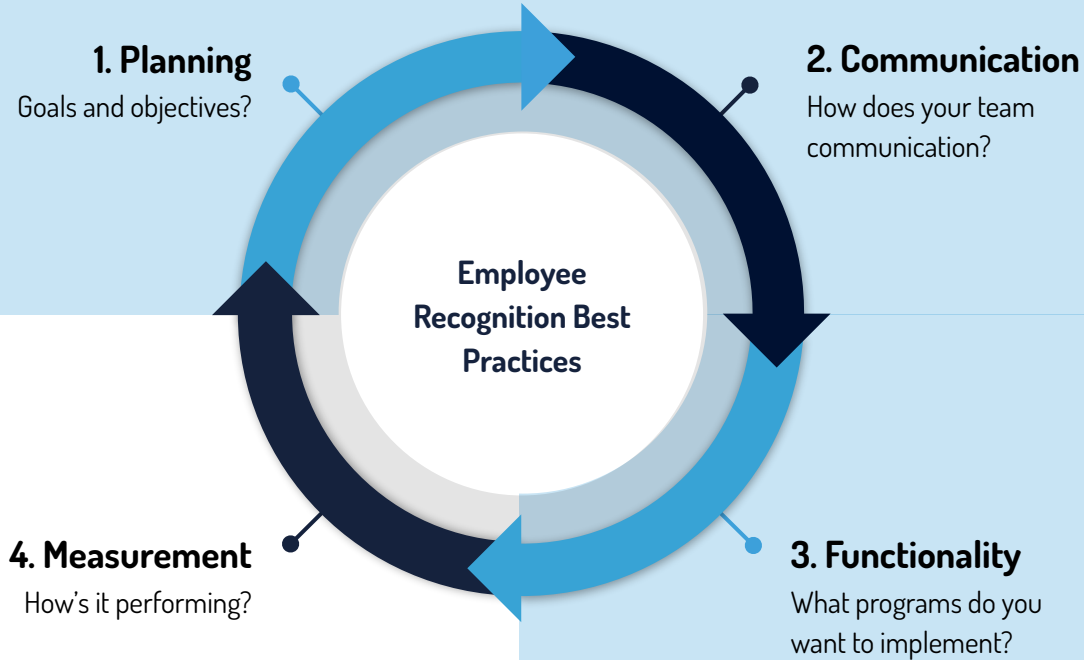 1. Planning
Goals and objectives?
2. Communication
How does your team
communication?
Employee
Recognition Best
Practices
3. Functionality
What programs do you
want to implement?
4. Measurement
How's it performing?